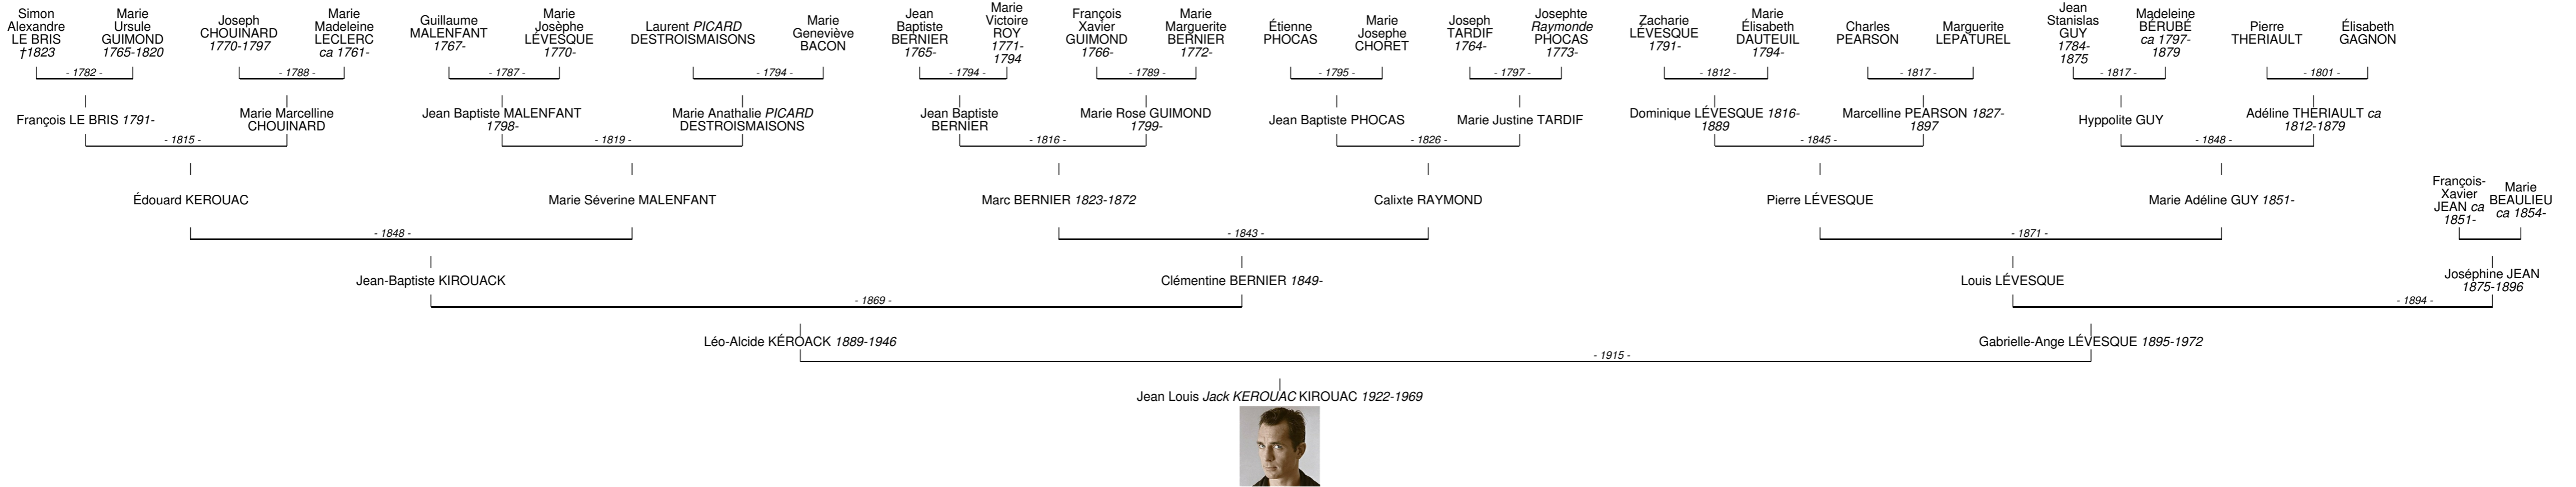 Simon
Alexandre
LE BRIS
†1823
Marie
Ursule
GUIMOND
1765-1820
Joseph
CHOUINARD
1770-1797
Marie
Madeleine
LECLERC
ca 1761-
Guillaume
MALENFANT
1767-
Marie
Josèphe
LÉVESQUE
1770-
Laurent PICARD
DESTROISMAISONS
Marie
Geneviève
BACON
Jean
Baptiste
BERNIER
1765-
Marie
Victoire
ROY
1771-
1794
François
Xavier
GUIMOND
1766-
Marie
Marguerite
BERNIER
1772-
Étienne
PHOCAS
Marie
Josephe
CHORET
Joseph
TARDIF
1764-
Josephte
Raymonde
PHOCAS
1773-
Zacharie
LÉVESQUE
1791-
Marie
Élisabeth
DAUTEUIL
1794-
Charles
PEARSON
Marguerite
LEPATUREL
Jean
Stanislas
GUY
1784-
1875
Madeleine
BÉRUBÉ
ca 1797-
1879
Pierre
THERIAULT
Élisabeth
GAGNON
- 1782 -
- 1788 -
- 1787 -
- 1794 -
- 1794 -
- 1789 -
- 1795 -
- 1797 -
- 1812 -
- 1817 -
- 1817 -
- 1801 -
François LE BRIS 1791-
Marie Marcelline
CHOUINARD
Jean Baptiste MALENFANT
1798-
Marie Anathalie PICARD
DESTROISMAISONS
Jean Baptiste
BERNIER
Marie Rose GUIMOND
1799-
Jean Baptiste PHOCAS
Marie Justine TARDIF
Dominique LÉVESQUE 1816-
1889
Marcelline PEARSON 1827-
1897
Hyppolite GUY
Adéline THERIAULT ca
1812-1879
- 1815 -
- 1819 -
- 1816 -
- 1826 -
- 1845 -
- 1848 -
Édouard KEROUAC
Marie Séverine MALENFANT
Marc BERNIER 1823-1872
Calixte RAYMOND
Pierre LÉVESQUE
Marie Adéline GUY 1851-
François-
Xavier
JEAN ca
1851-
Marie
BEAULIEU
ca 1854-
- 1848 -
- 1843 -
- 1871 -
Jean-Baptiste KIROUACK
Clémentine BERNIER 1849-
Louis LÉVESQUE
Joséphine JEAN
1875-1896
- 1869 -
- 1894 -
Léo-Alcide KÉROACK 1889-1946
Gabrielle-Ange LÉVESQUE 1895-1972
- 1915 -
Jean Louis Jack KEROUAC KIROUAC 1922-1969